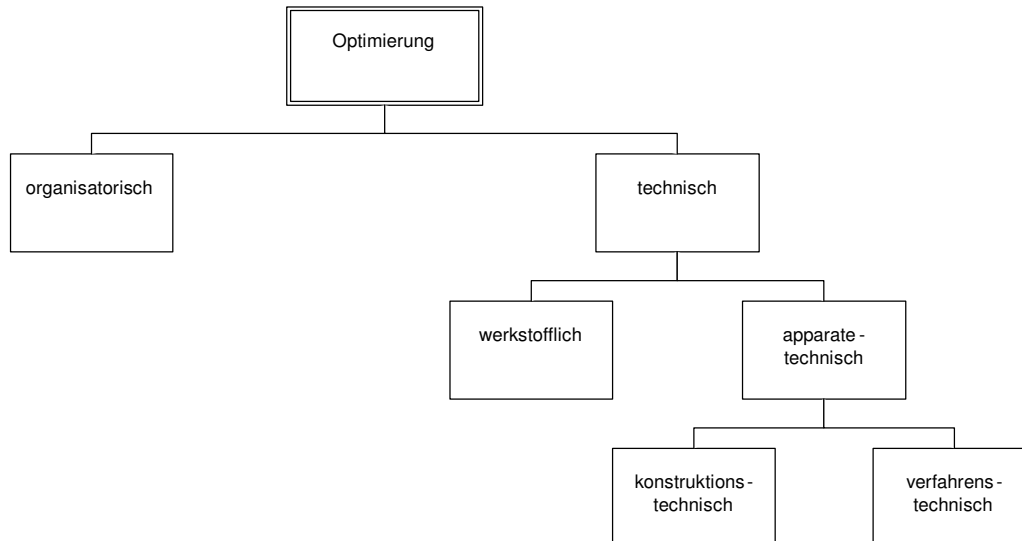 Optimierung
organisatorisch
technisch
werkstofflich
apparate-
technisch
konstruktions-
technisch
verfahrens-
technisch